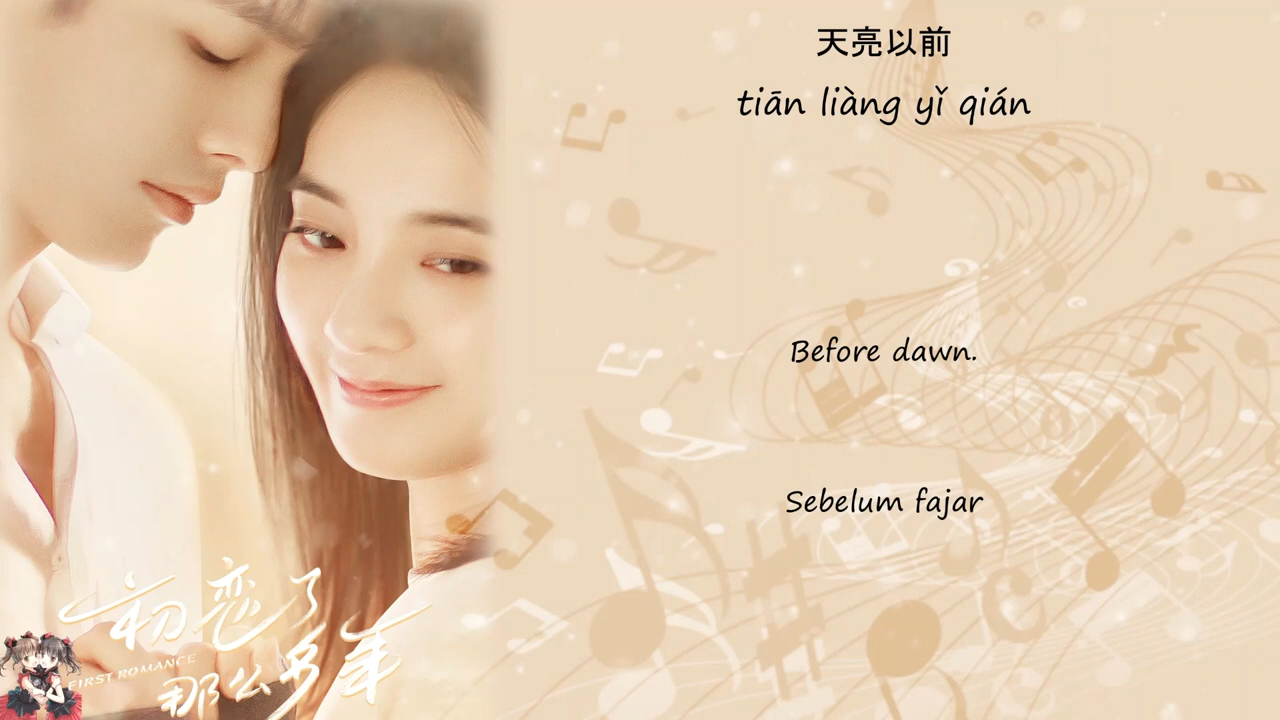 天亮以前
tiān liàng yǐ qián
Before dawn.
Sebelum fajar
初恋了
FIRST ROMANCE
那么多年